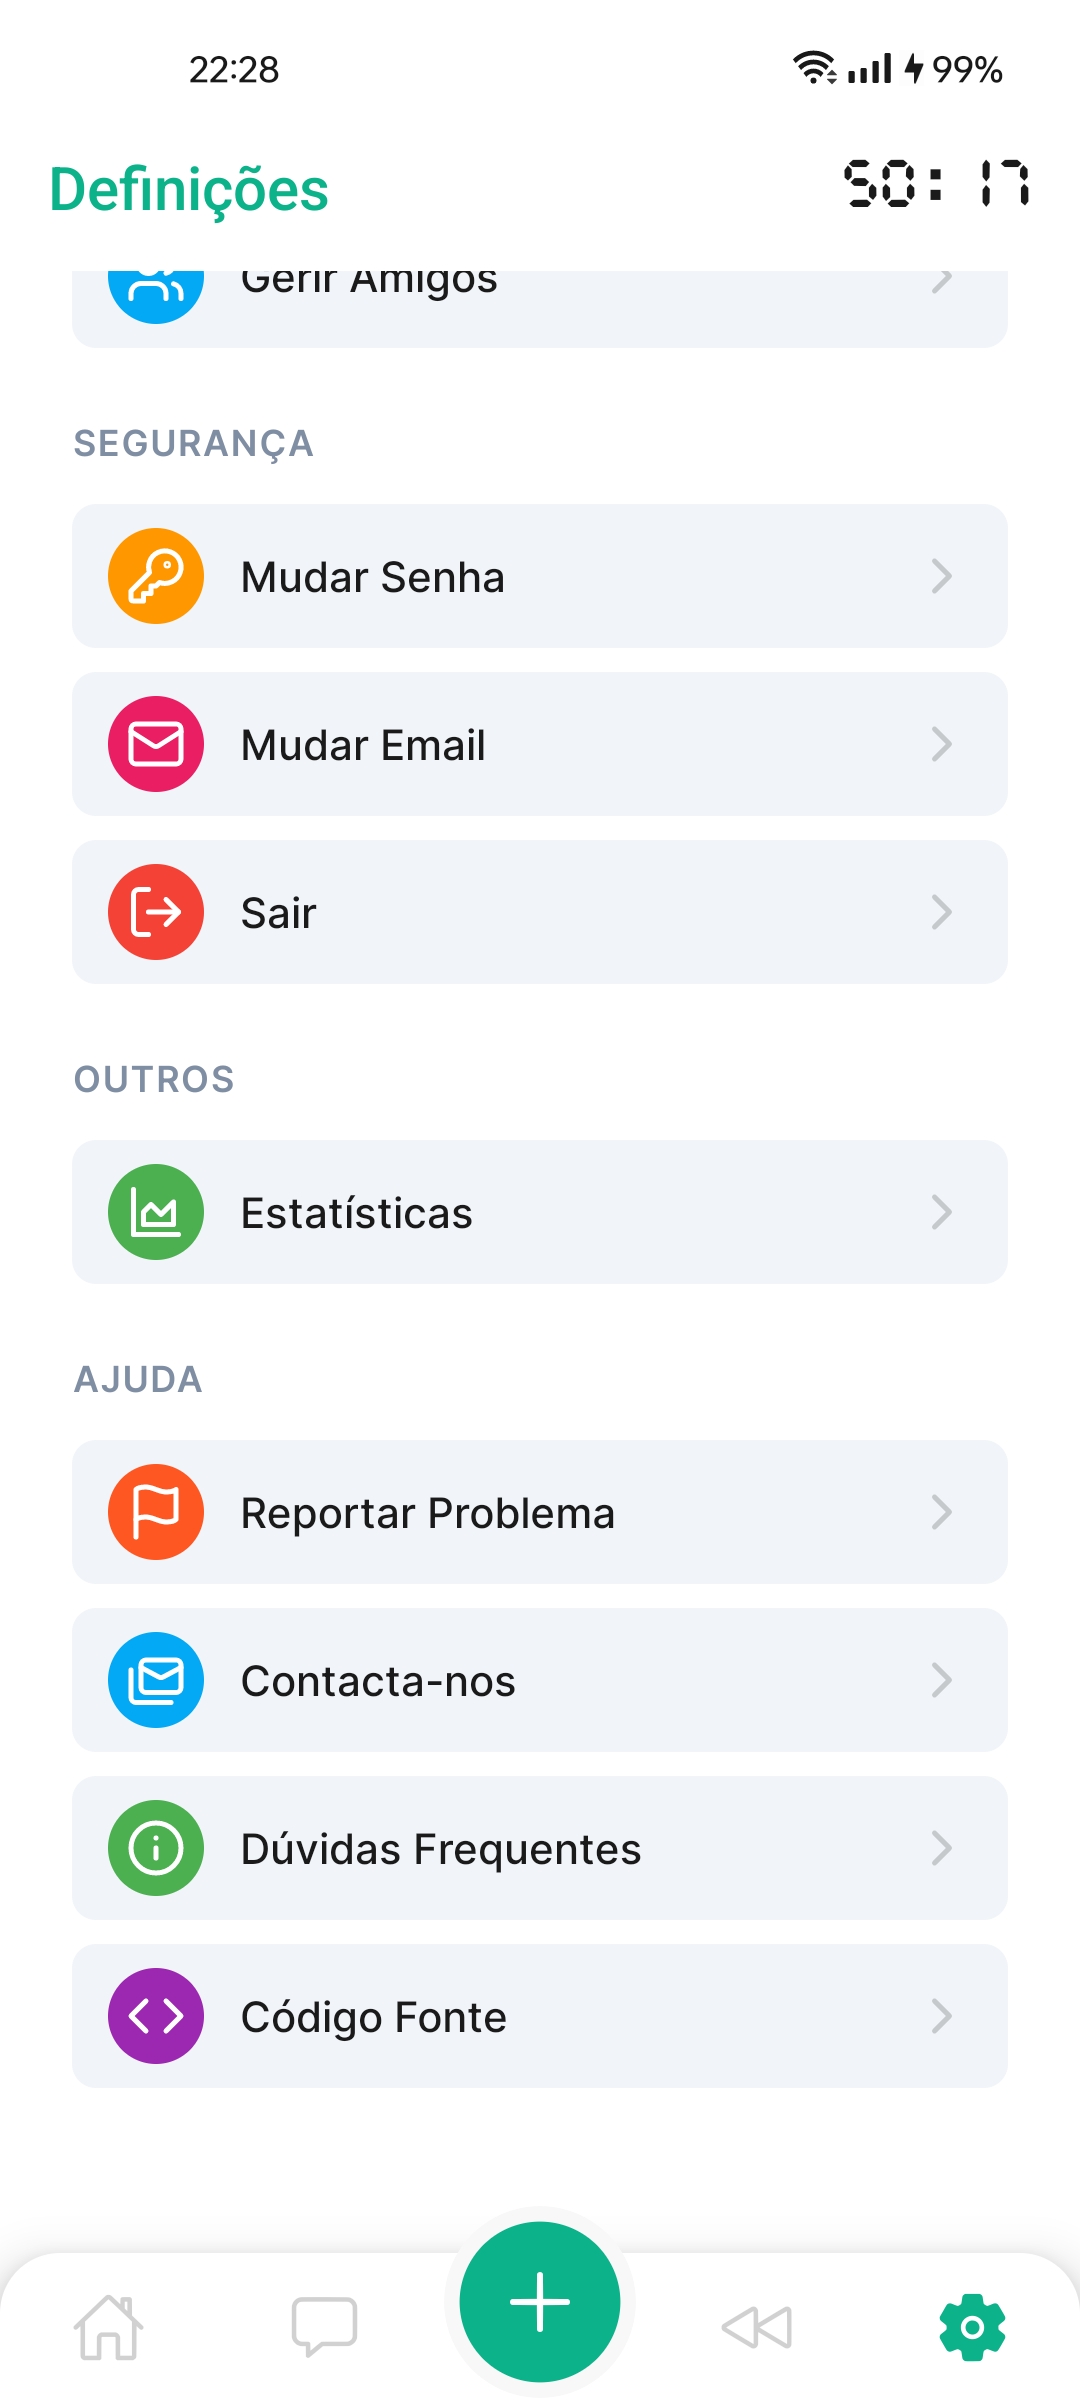 22:28
99%
Definições
50: 17
Gerir Amigos
SEGURANÇA
Mudar Senha
Mudar Email
Sair
OUTROS
Estatísticas
AJUDA
Reportar Problema
Contacta-nos
Dúvidas Frequentes
Código Fonte